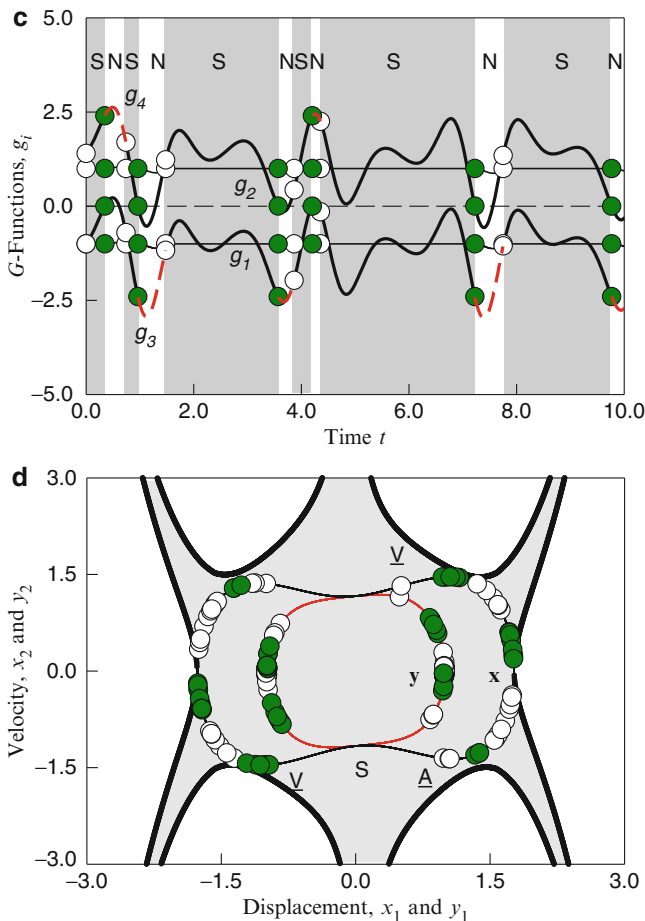 c
5.0
S N S N S N S N S N S N
g4
2.5
g2
0.0
g1
−2.5
g3
−5.0
0.0 2.0 4.0 6.0 8.0 10.0
G-Functions, gi
Time t
d
3.0
V
1.5
0.0
y x
−1.5
V S A
−3.0
−3.0 −1.5 0.0 1.5 3.0
Velocity, x2 and y2
Displacement, x1 and y1